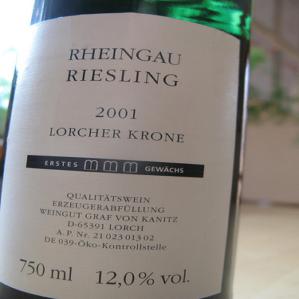 RHEINGAU
RIESLING
2001
LORCHER KRONE
ERSTES GEWÄCHS
QUALITÄTSWEIN
ERZEUGERABFÜLLUNG
WEINGUT GRAF VON KANITZ
D-65391 LORCH
A. P. Nr. 21 023 013 02
DE 039-Öko-Kontrollstelle
750 ml 12,0% vol.